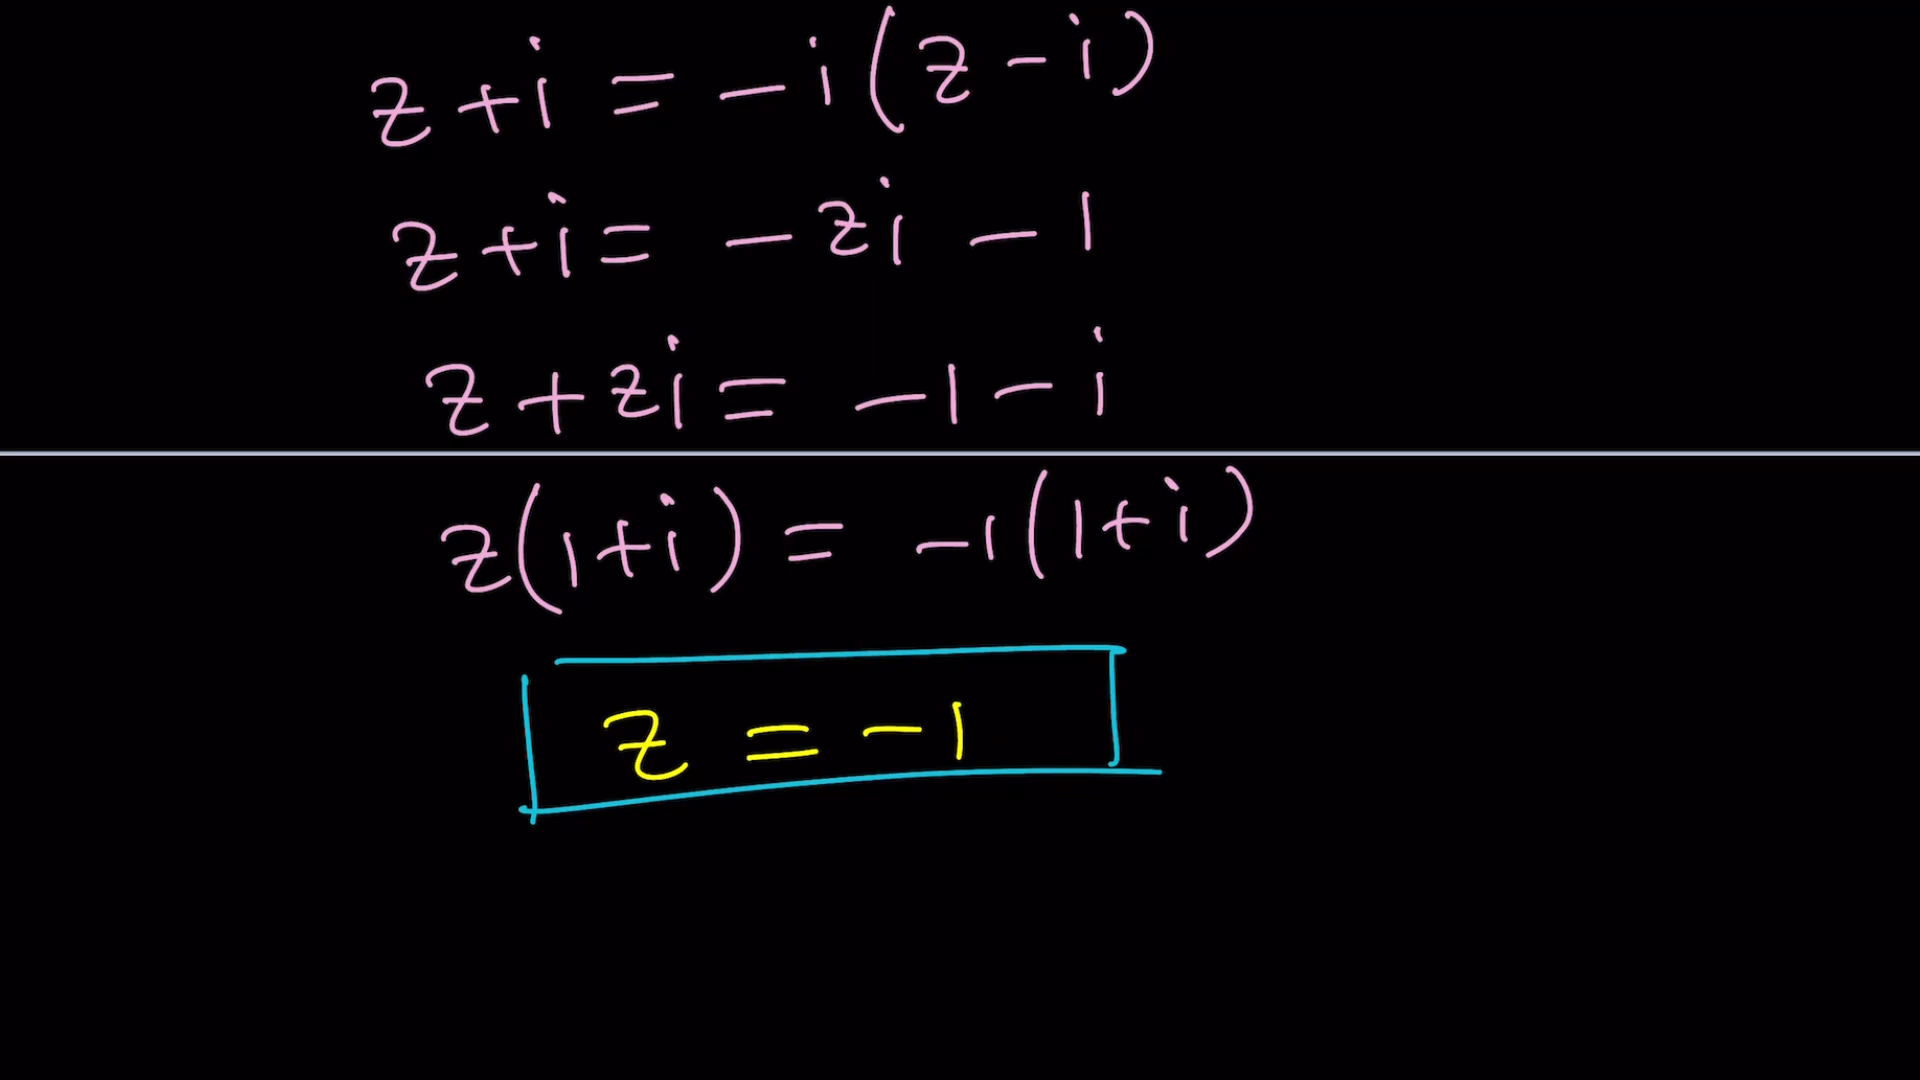 z + i = - i ( z - i )
z + i = - zi - 1
z + zi = -1 - i
z(1+i) = -1(1+i)
z = -1